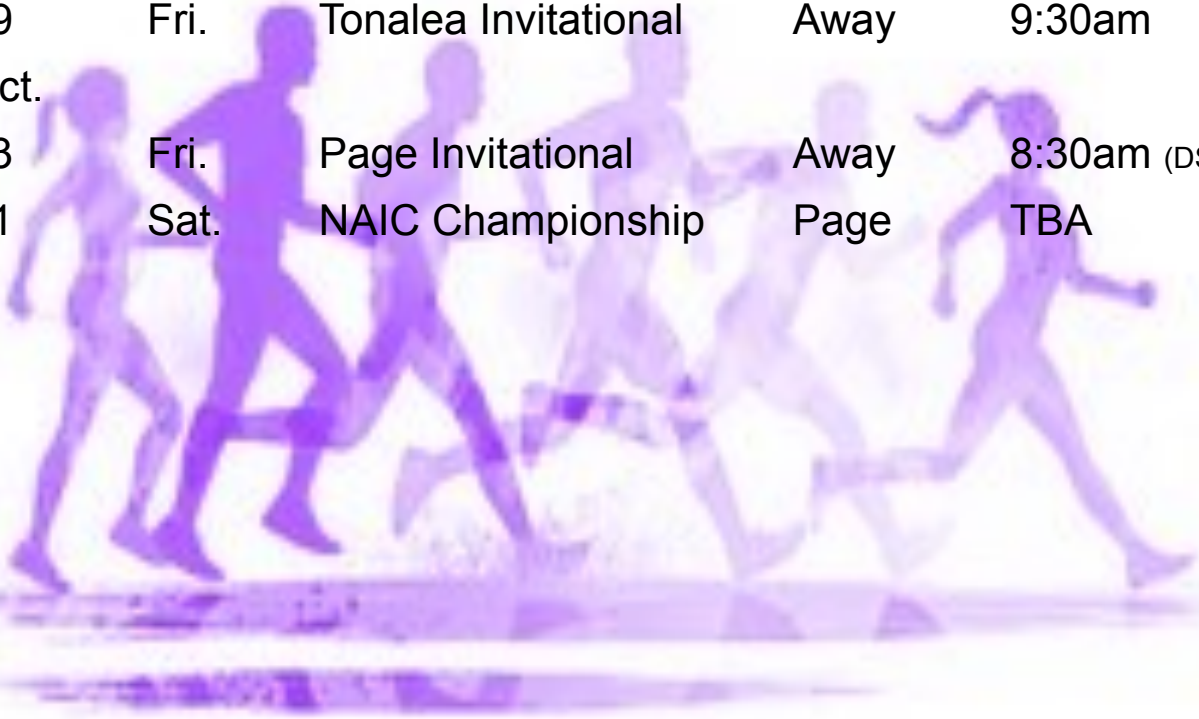 9 Fri. Tonalea Invitational Away 9:30am
ct.
3 Fri. Page Invitational Away 8:30am (DS
1 Sat. NAIC Championship Page TBA